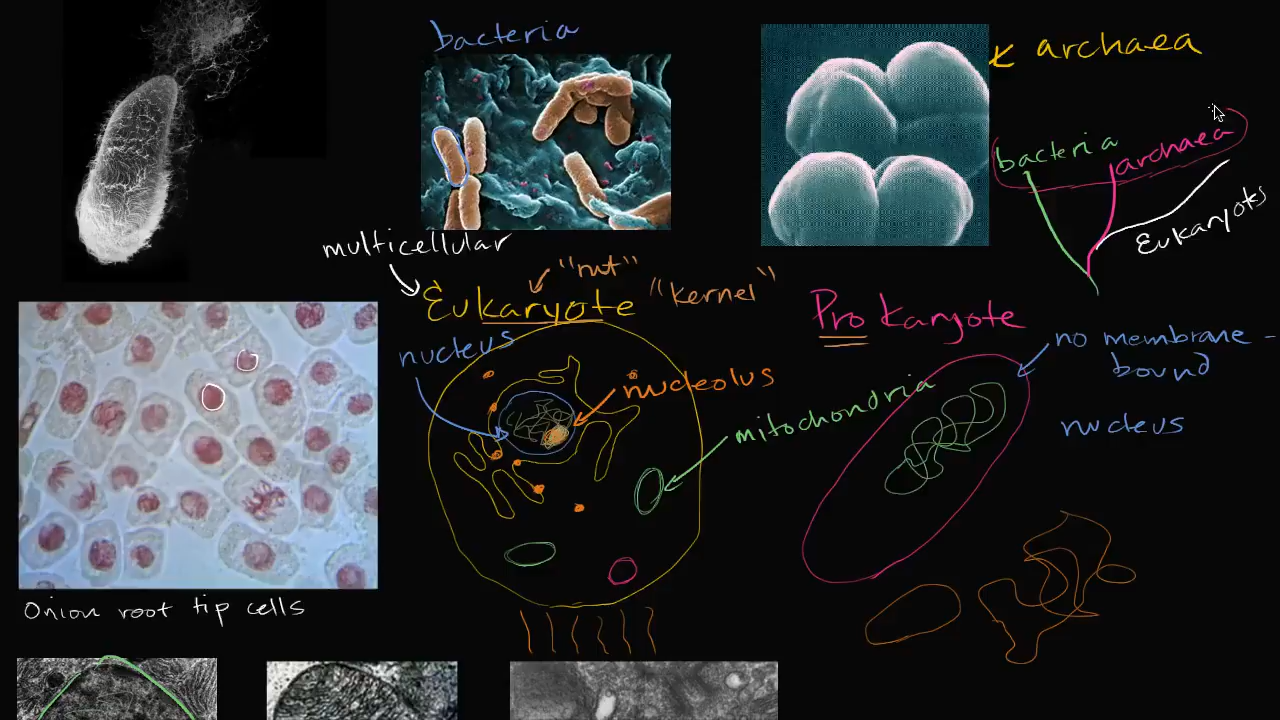 bacteria
archaea
bacteria
archaea
Eukaryots
multicellular
"nut"
"kernel"
Eukaryote
Prokaryote
nucleus
nucleolus
mitochondria
no membrane-
bound
nucleus
Onion root tip cells